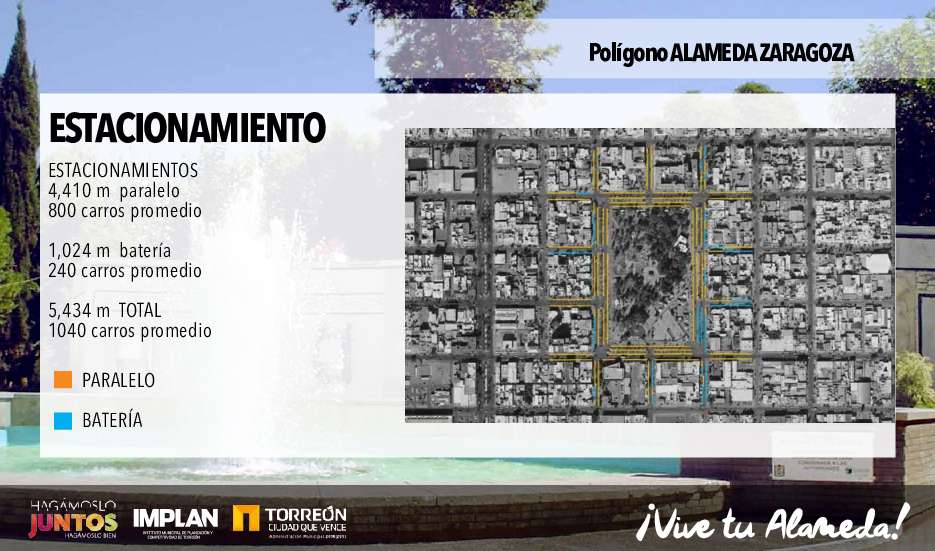 Polígono ALAMEDA ZARAGOZA
ESTACIONAMIENTO
ESTACIONAMIENTOS
4,410 m paralelo
800 carros promedio
1,024 m batería
240 carros promedio
5,434 m TOTAL
1040 carros promedio
PARALELO
BATERÍA
HAGÁMOSLO
JUNTOS
HAGÁMOSLO BIEN
IMPLAN
INSTITUTO MUNICIPAL DE PLANEACIÓN Y
COMPETITIVIDAD DE TORREÓN
TORREÓN
CIUDAD QUE VENCE
Administración Municipal
¡Vive tu Alameda!